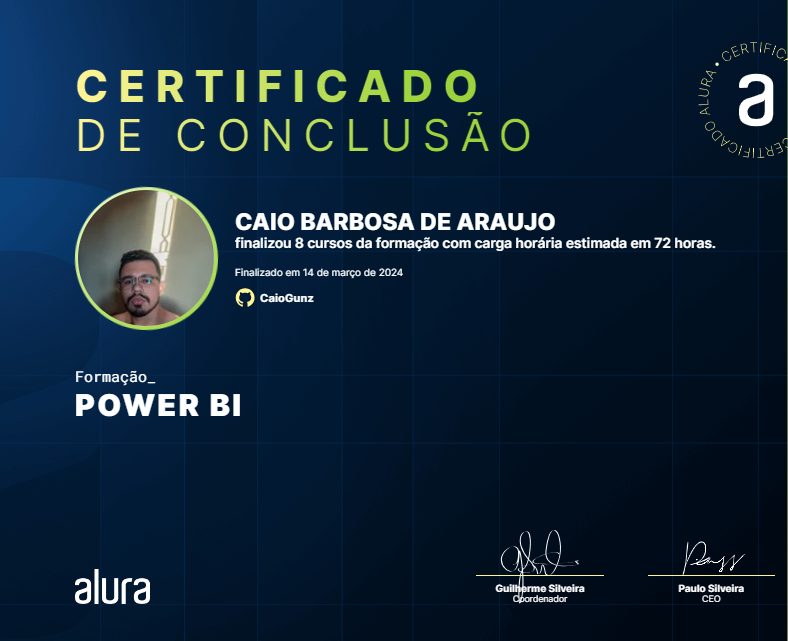 CERTIFICADO
DE CONCLUSÃO
CERTIFICADO ALURA • CERTIFIC
a
CAIO BARBOSA DE ARAUJO
finalizou 8 cursos da formação com carga horária estimada em 72 horas.
Finalizado em 14 de março de 2024
CaioGunz
Formação_
POWER BI
alura
Guilherme Silveira
Coordenador
Paulo Silveira
CEO